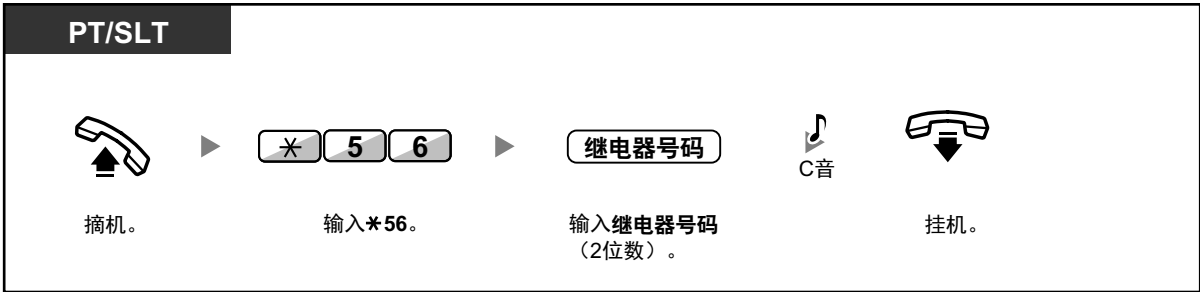 PT/SLT
＊ 5 6
继电器号码
C音
摘机。
输入＊56。
输入继电器号码
（2位数）。
挂机。